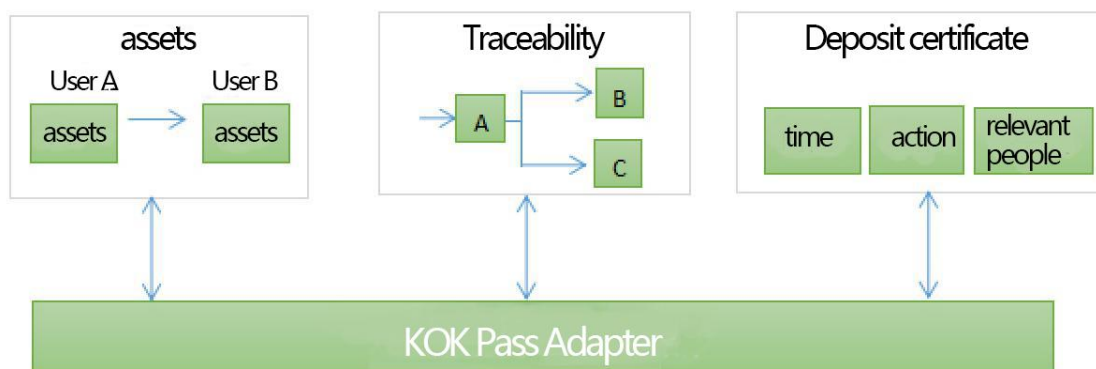 assets
User A
User B
assets
assets
Traceability
A
B
C
Deposit certificate
time
action
relevant
people
KOK Pass Adapter